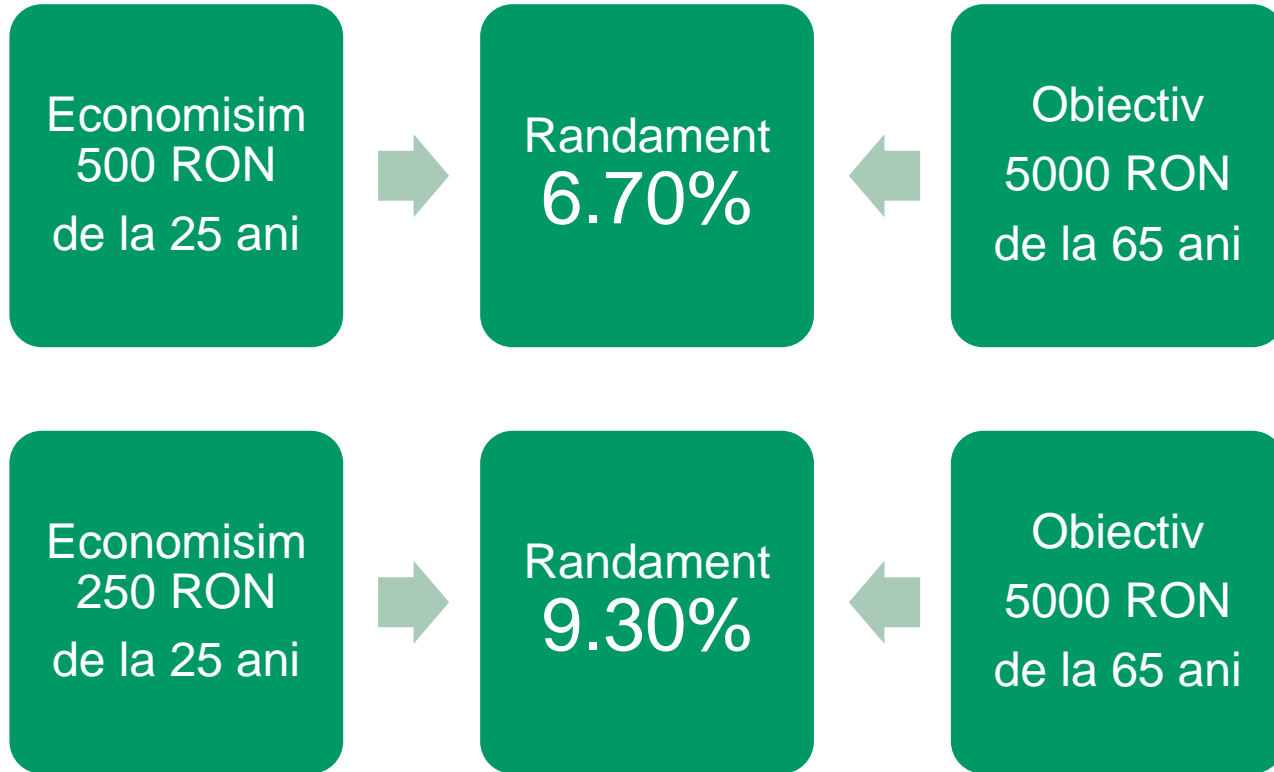 Economisim
500 RON
de la 25 ani
Randament
6.70%
Obiectiv
5000 RON
de la 65 ani
Economisim
250 RON
de la 25 ani
Randament
9.30%
Obiectiv
5000 RON
de la 65 ani